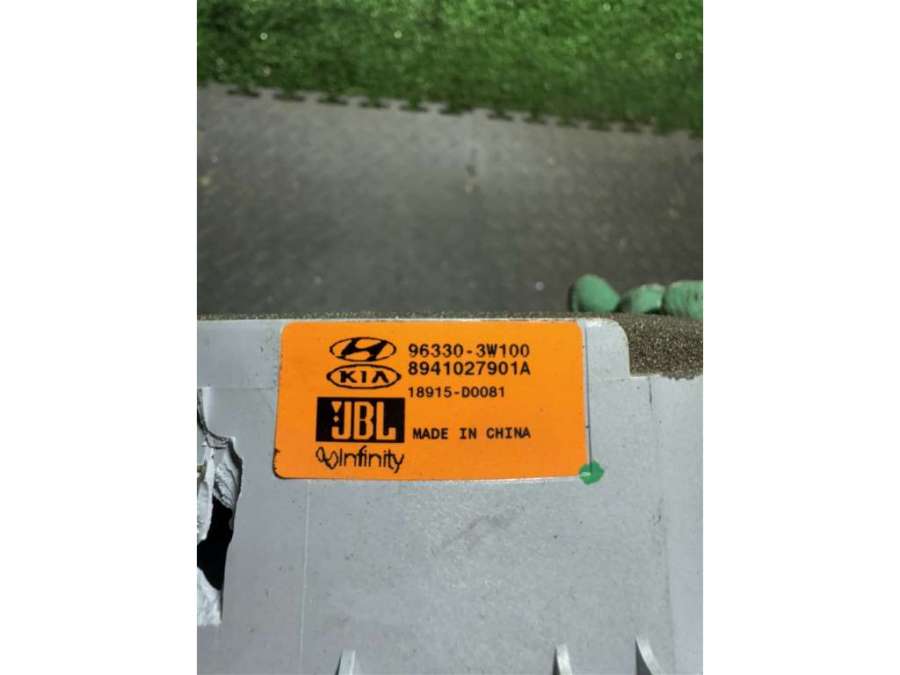 96330-3W100
KIA 8941027901A
18915-D0081
JBL MADE IN CHINA
Infinity